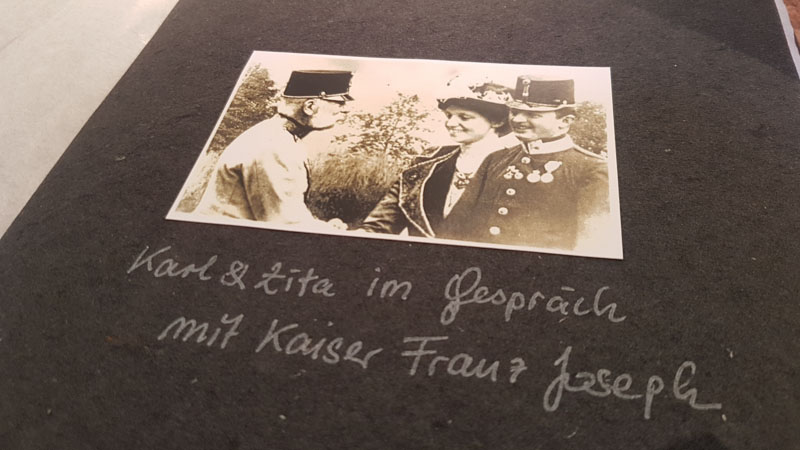 Karl & Zita im Gespräch
mit Kaiser Franz Joseph